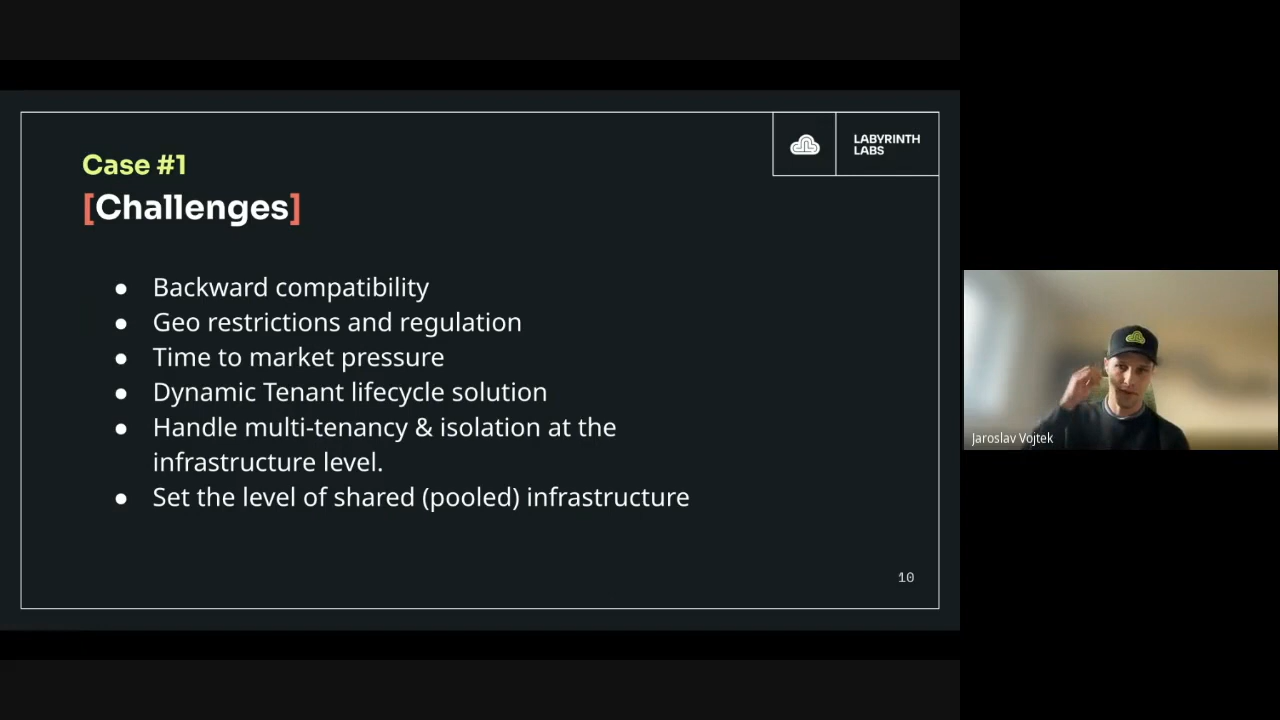 Case #1
[Challenges]
LABYRINTH
LABS
● Backward compatibility
● Geo restrictions and regulation
● Time to market pressure
● Dynamic Tenant lifecycle solution
● Handle multi-tenancy & isolation at the
infrastructure level.
● Set the level of shared (pooled) infrastructure
10
Jaroslav Vojtek